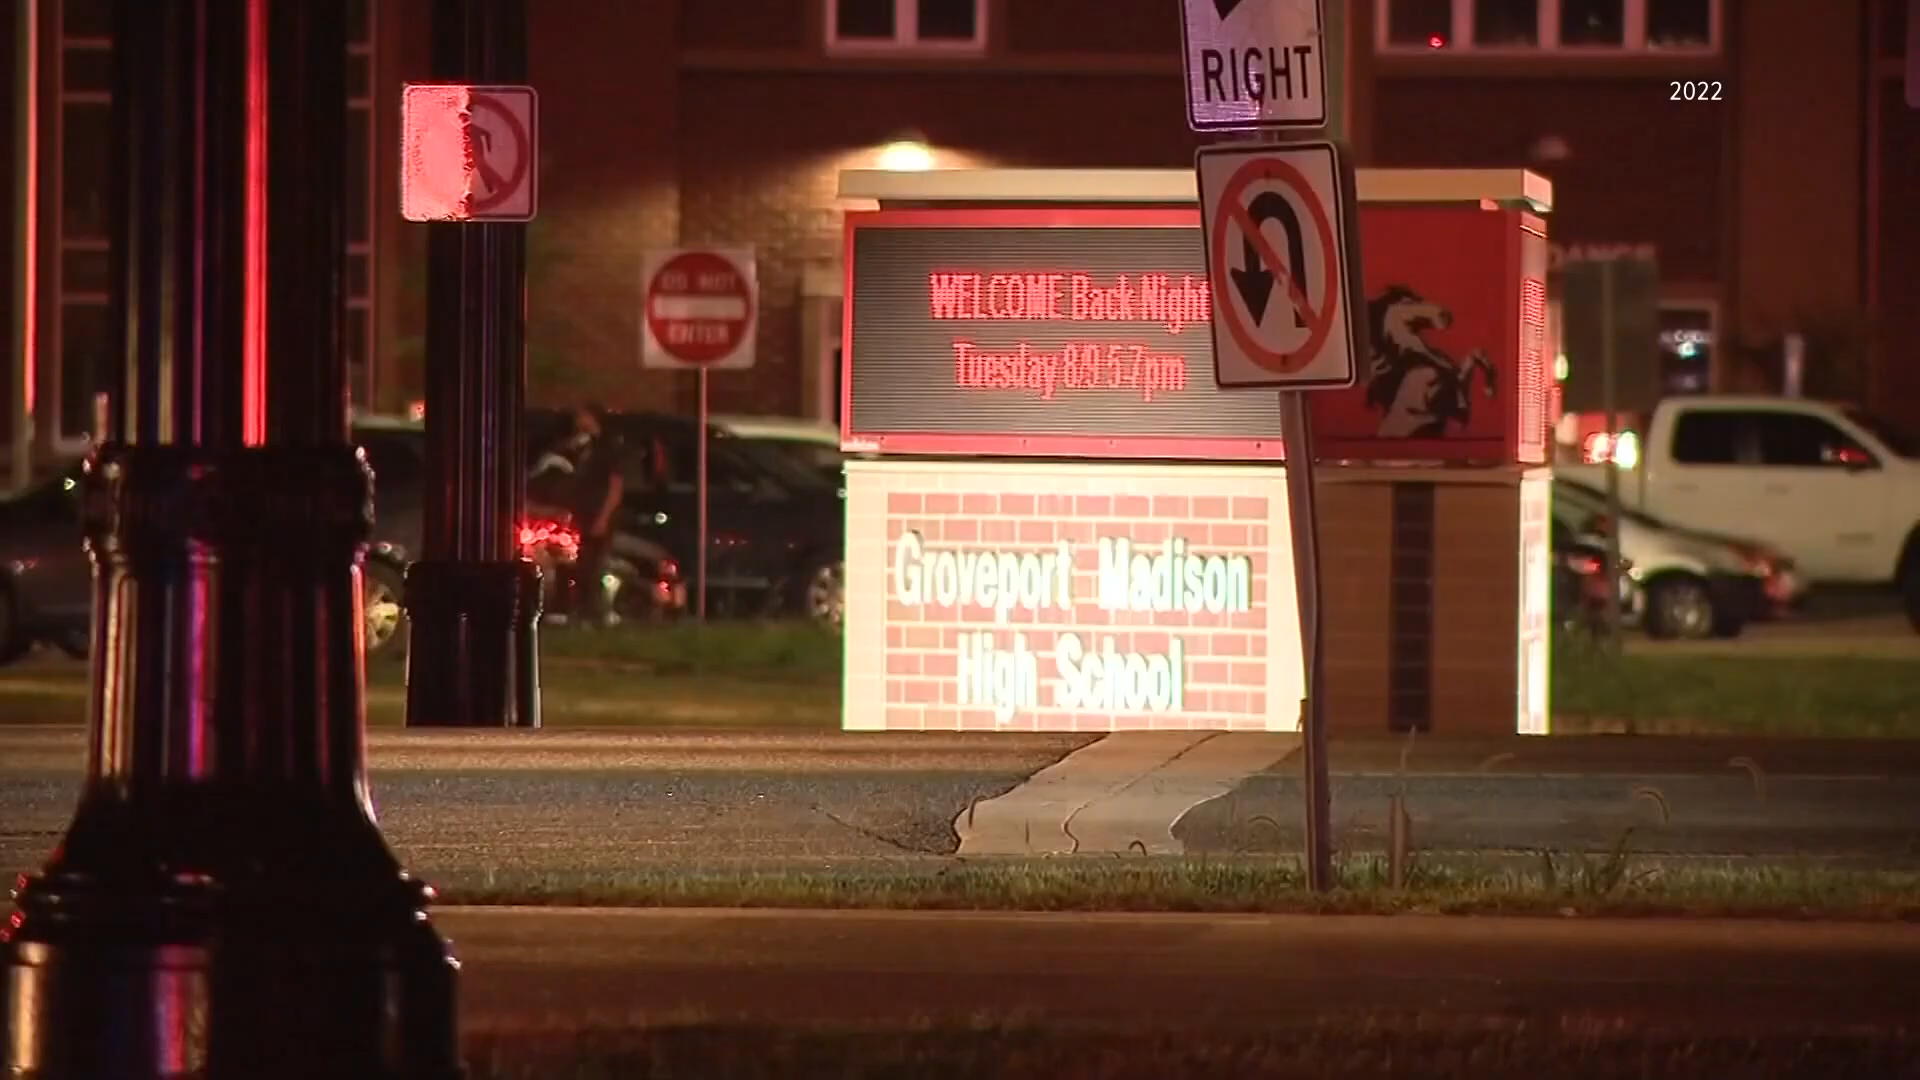 RIGHT
2022
DO NOT
ENTER
WELCOME Back Night
Tuesday 8/9 5-7pm
Groveport Madison
High School